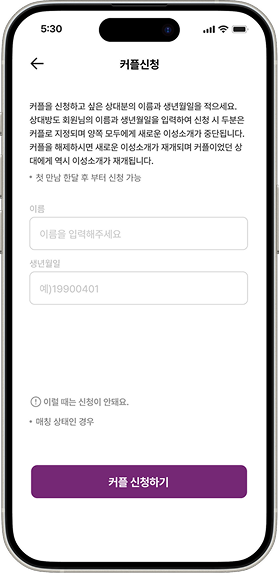 5:30
커플신청
커플을 신청하고 싶은 상대분의 이름과 생년월일을 적으세요.
상대방도 회원님의 이름과 생년월일을 입력하여 신청 시 두분은
커플로 지정되며 양쪽 모두에게 새로운 이성소개가 중단됩니다.
커플을 해제하시면 새로운 이성소개가 재개되며 커플이었던 상
대에게 역시 이성소개가 재개됩니다.
• 첫 만남 한달 후 부터 신청 가능
이름
이름을 입력해주세요
생년월일
예)19900401
이럴 때는 신청이 안돼요.
• 매칭 상태인 경우
커플 신청하기